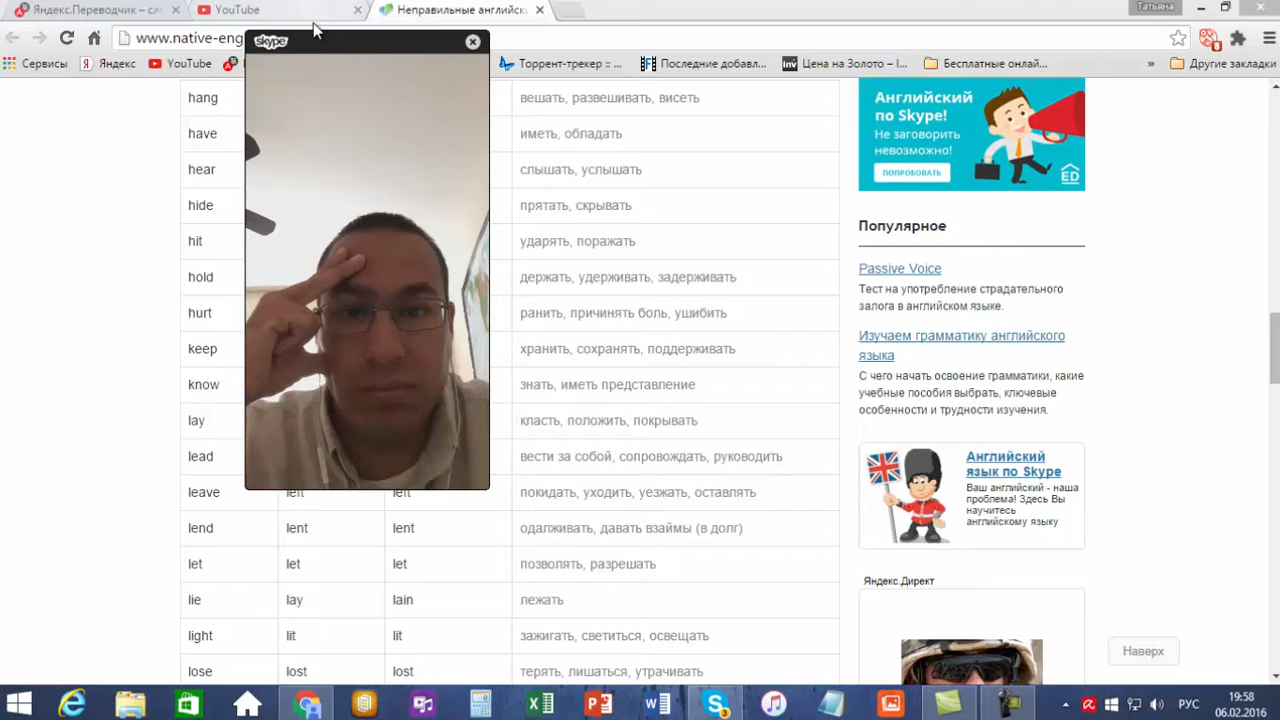 Яндекс.Переводчик – сло
YouTube
Неправильные английск
Татьяна
www.native-eng
Сервисы
Яндекс
YouTube
Торрент-трекер :: ...
Последние добавл...
Цена на Золото – I...
Бесплатные онлай...
»
Другие закладки
skype
hang вешать, развешивать, висеть
have иметь, обладать
hear слышать, услышать
hide прятать, скрывать
hit ударять, поражать
hold держать, удерживать, задерживать
hurt ранить, причинять боль, ушибить
keep хранить, сохранять, поддерживать
know знать, иметь представление
lay класть, положить, покрывать
lead вести за собой, сопровождать, руководить
leave left left покидать, уходить, уезжать, оставлять
lend lent lent одалживать, давать взаймы (в долг)
let let let позволять, разрешать
lie lay lain лежать
light lit lit зажигать, светиться, освещать
lose lost lost терять, лишаться, утрачивать
Английский
по Skype!
Не заговорить
невозможно!
ПОПРОБОВАТЬ
ED
Популярное
Passive Voice
Тест на употребление страдательного
залога в английском языке.
Изучаем грамматику английского
языка
С чего начать освоение грамматики, какие
учебные пособия выбрать, ключевые
особенности и трудности изучения.
Английский
язык по Skype
Ваш английский - наша
проблема! Здесь Вы
научитесь
английскому языку
Яндекс.Директ
Наверх
РУС
19:58
06.02.2016